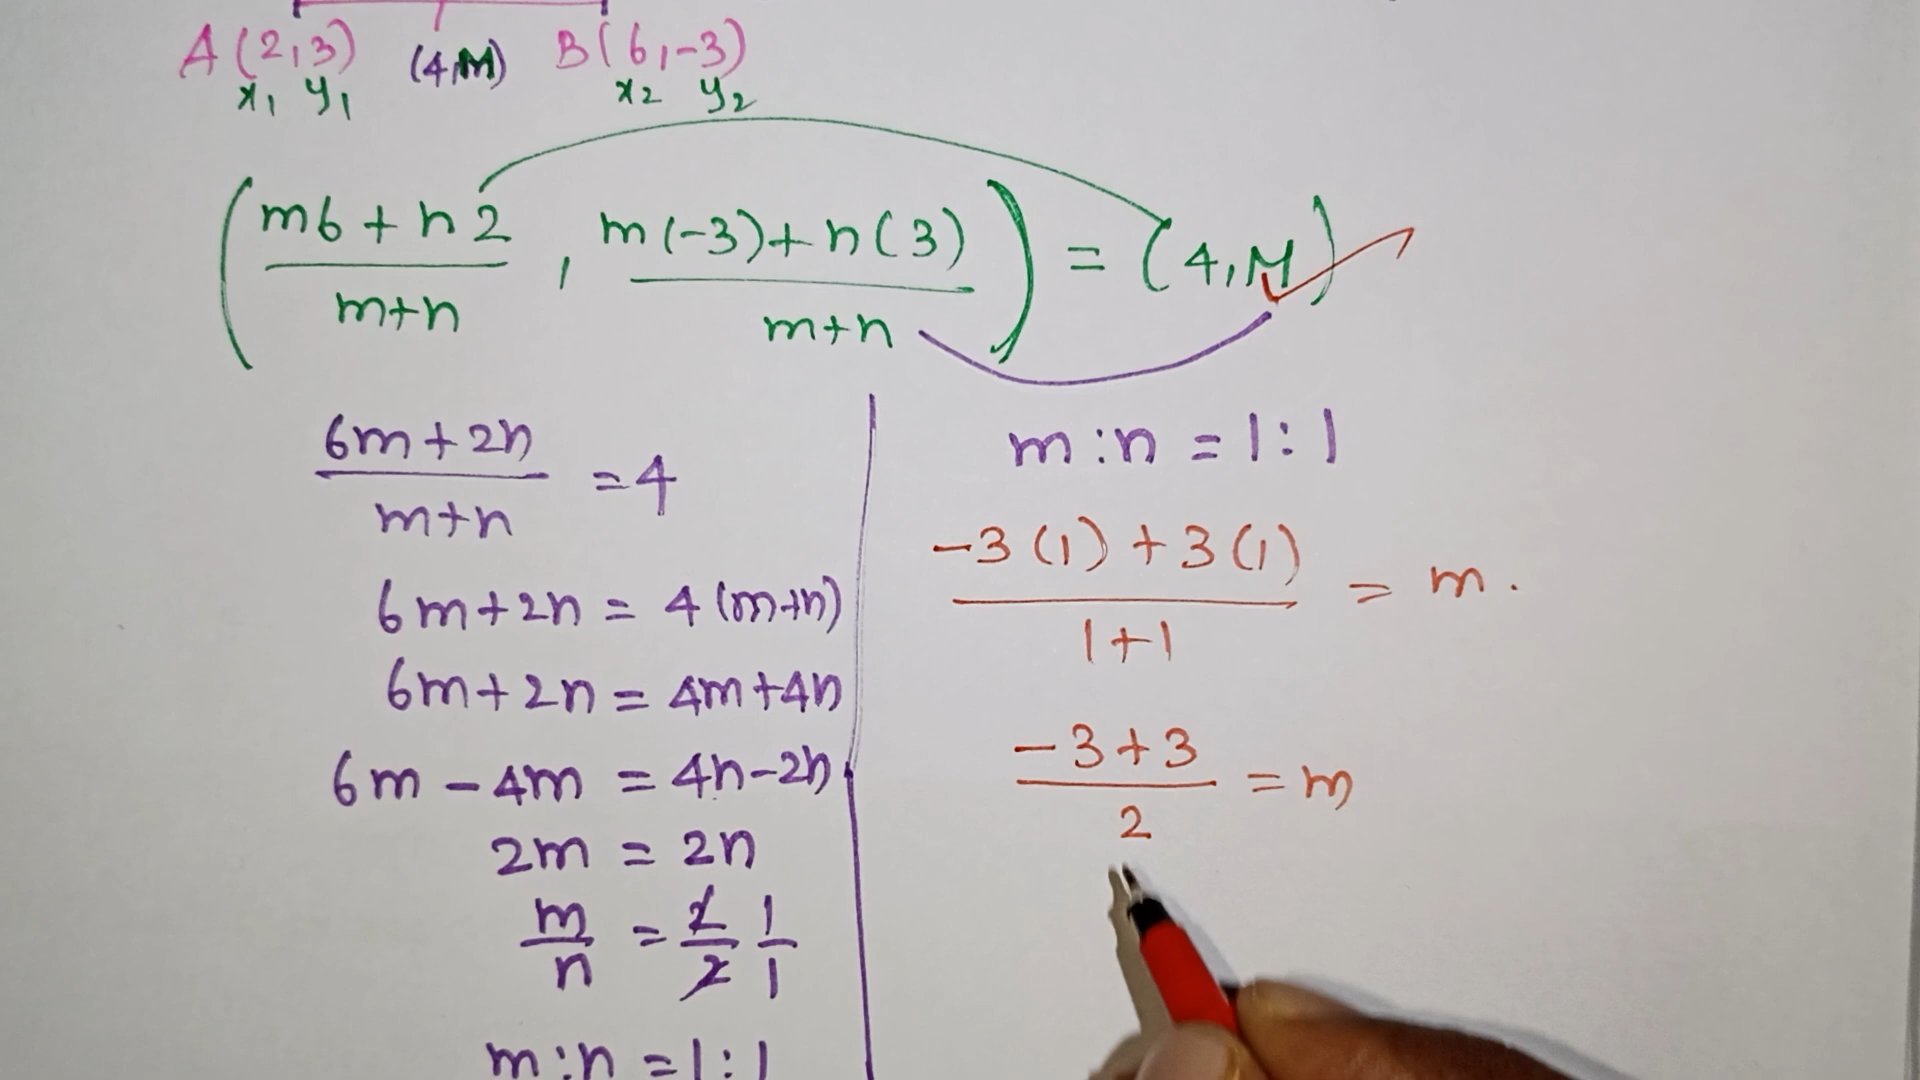 A(2,3) (4,M) B(6,-3)
x1 y1 x2 y2
(m6+n2/m+n , m(-3)+n(3)/m+n) = (4,M)
6m+2n/m+n =4
6m+2n = 4(m+n)
6m+2n = 4m+4n
6m-4m = 4n-2n
2m = 2n
m/n = 2/2 1/1
m:n =1:1
m:n =1:1
-3(1)+3(1)/1+1 = m.
-3+3/2 =m